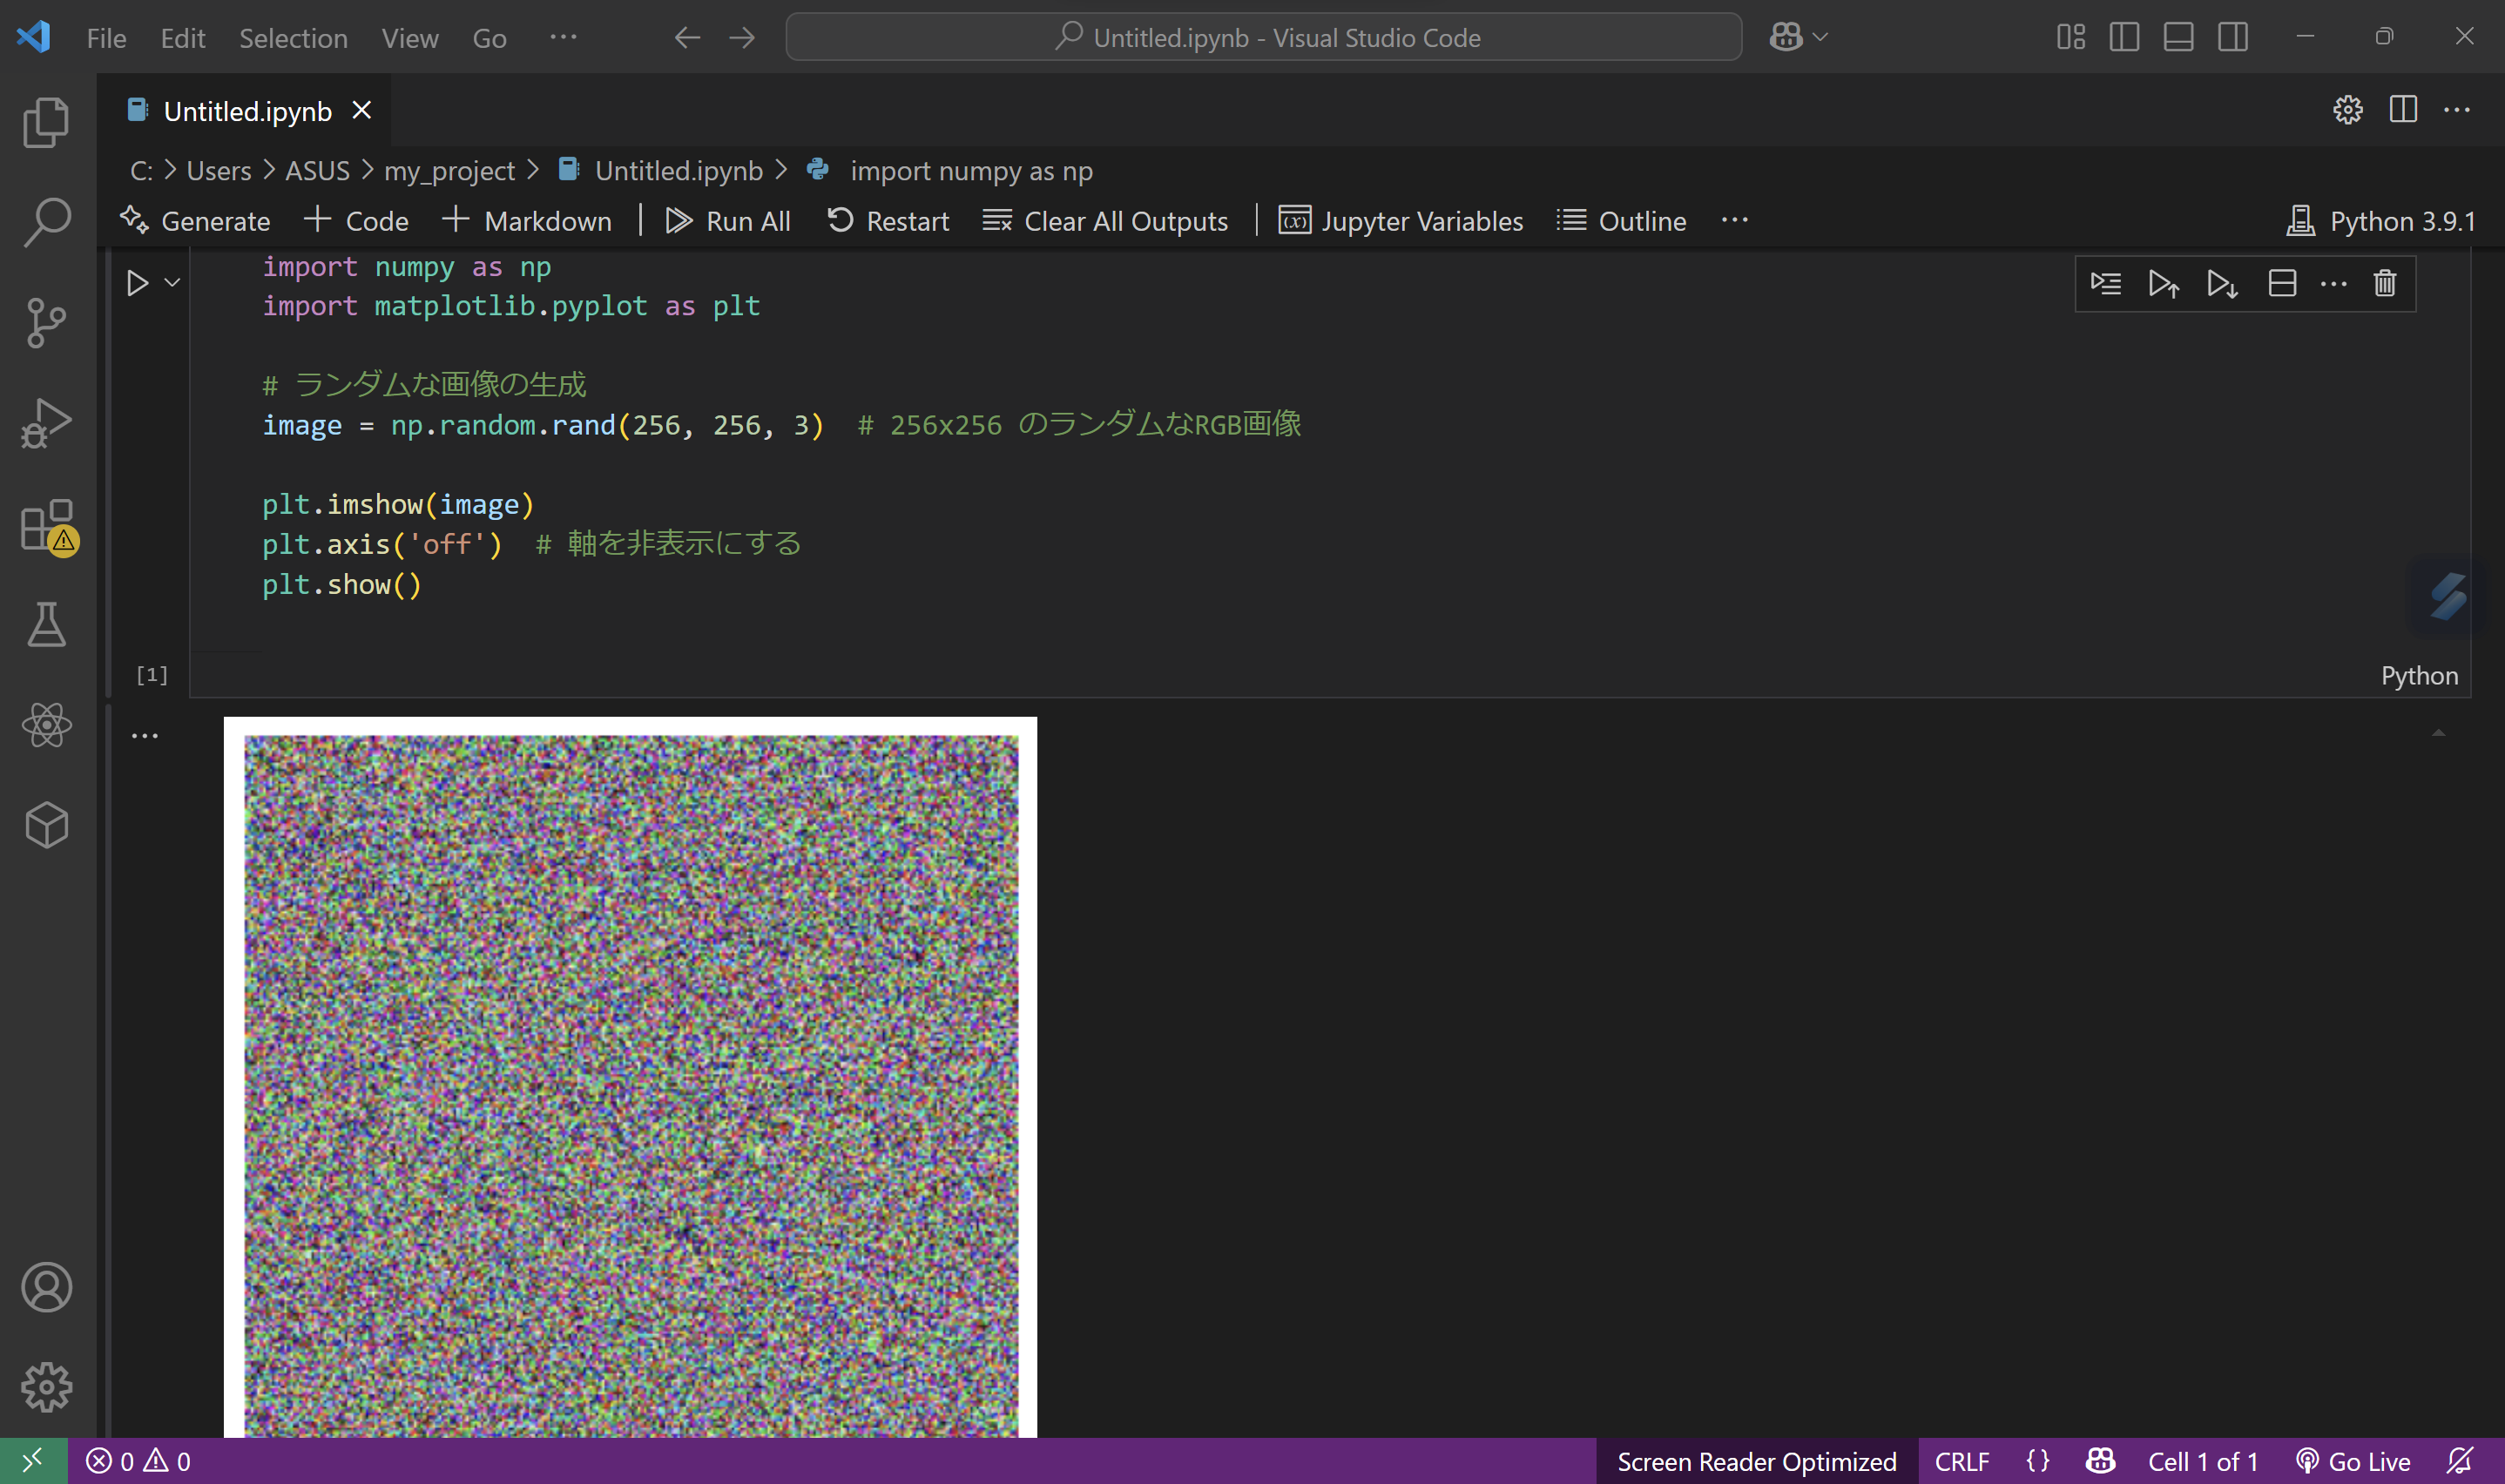 File Edit Selection View Go ···
Untitled.ipynb - Visual Studio Code
Untitled.ipynb
C: > Users > ASUS > my_project > Untitled.ipynb > import numpy as np
Generate + Code + Markdown | Run All Restart Clear All Outputs | Jupyter Variables Outline ··· Python 3.9.1
import numpy as np
import matplotlib.pyplot as plt
# ランダムな画像の生成
image = np.random.rand(256, 256, 3)  # 256x256 のランダムなRGB画像
plt.imshow(image)
plt.axis('off')  # 軸を非表示にする
plt.show()
[1]
Python
0 0 Screen Reader Optimized CRLF {} Cell 1 of 1 Go Live